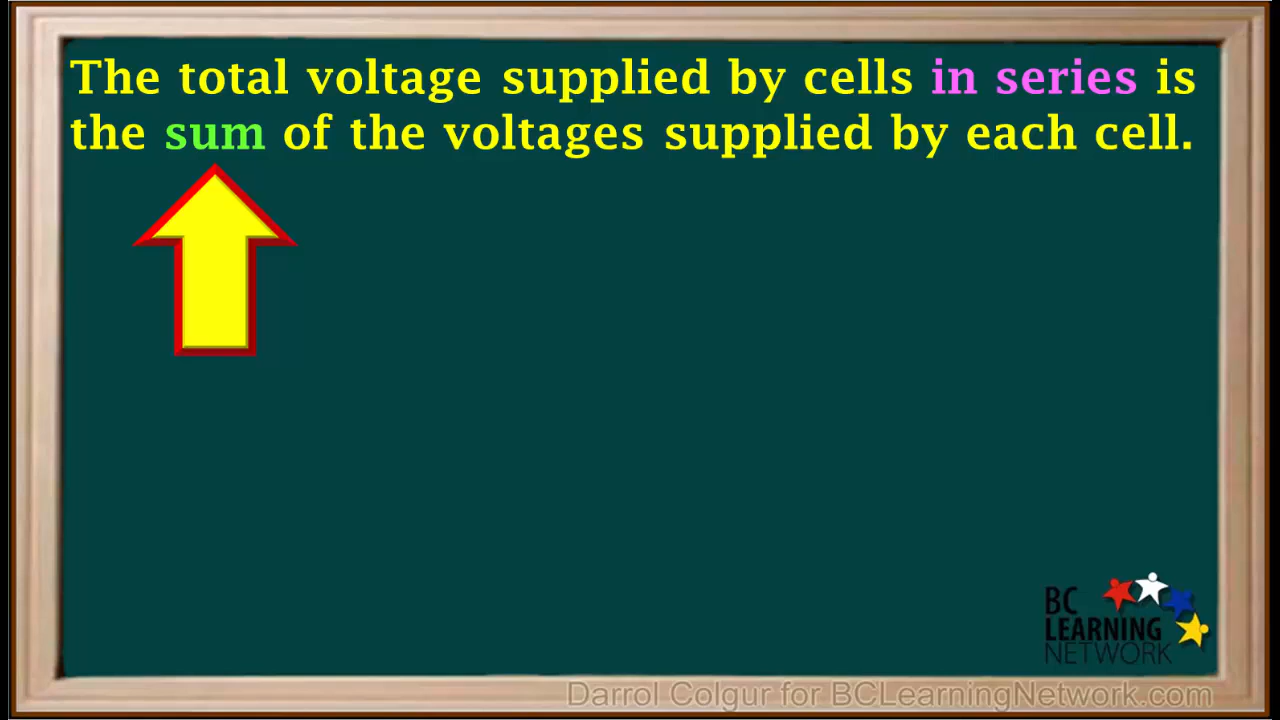 The total voltage supplied by cells in series is
the sum of the voltages supplied by each cell.
BC
LEARNING
NETWORK
Darrol Colgur for BCLearningNetwork.com